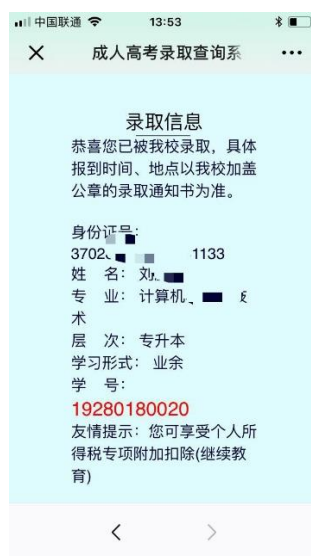 中国联通 13:53
成人高考录取查询系
录取信息
恭喜您已被我校录取，具体
报到时间、地点以我校加盖
公章的录取通知书为准。
身份证号:
3702 1133
姓 名： 刘
专 业： 计算机
术
层 次： 专升本
学习形式： 业余
学 号:
19280180020
友情提示：您可享受个人所
得税专项附加扣除(继续教
育)